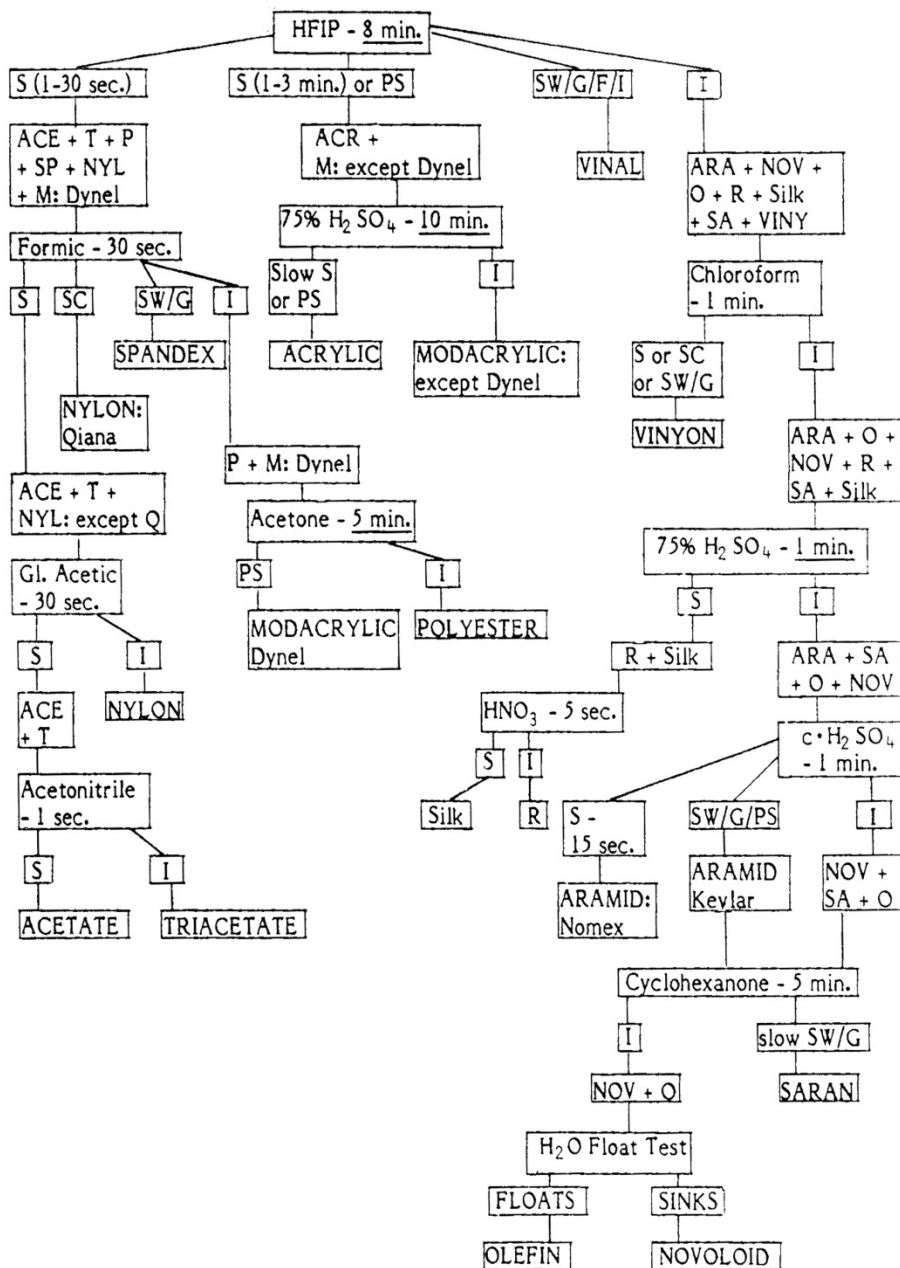 HFIP - 8 min.
S (1-30 sec.)
S (1-3 min.) or PS
SW/G/F/I
I
ACE + T + P
+ SP + NYL
+ M: Dynel
ACR +
M: except Dynel
VINAL
ARA + NOV +
O + R + Silk
+ SA + VINY
75% H₂SO₄ - 10 min.
Formic - 30 sec.
Slow S
or PS
I
Chloroform
- 1 min.
S
SC
SW/G
I
SPANDEX
ACRYLIC
MODACRYLIC:
except Dynel
S or SC
or SW/G
I
NYLON:
Qiana
VINYON
ARA + O +
NOV + R +
SA + Silk
P + M: Dynel
ACE + T +
NYL: except Q
Acetone - 5 min.
75% H₂SO₄ - 1 min.
Gl. Acetic
- 30 sec.
PS
I
S
I
MODACRYLIC
Dynel
POLYESTER
S
I
R + Silk
ARA + SA
+ O + NOV
ACE
+ T
NYLON
HNO₃ - 5 sec.
c·H₂SO₄
- 1 min.
S
I
Acetonitrile
- 1 sec.
Silk
R
S -
15 sec.
SW/G/PS
I
S
I
ARAMID:
Nomex
ARAMID
Kevlar
NOV +
SA + O
ACETATE
TRIACETATE
Cyclohexanone - 5 min.
I
slow SW/G
NOV + O
SARAN
H₂O Float Test
FLOATS
SINKS
OLEFIN
NOVOLOID